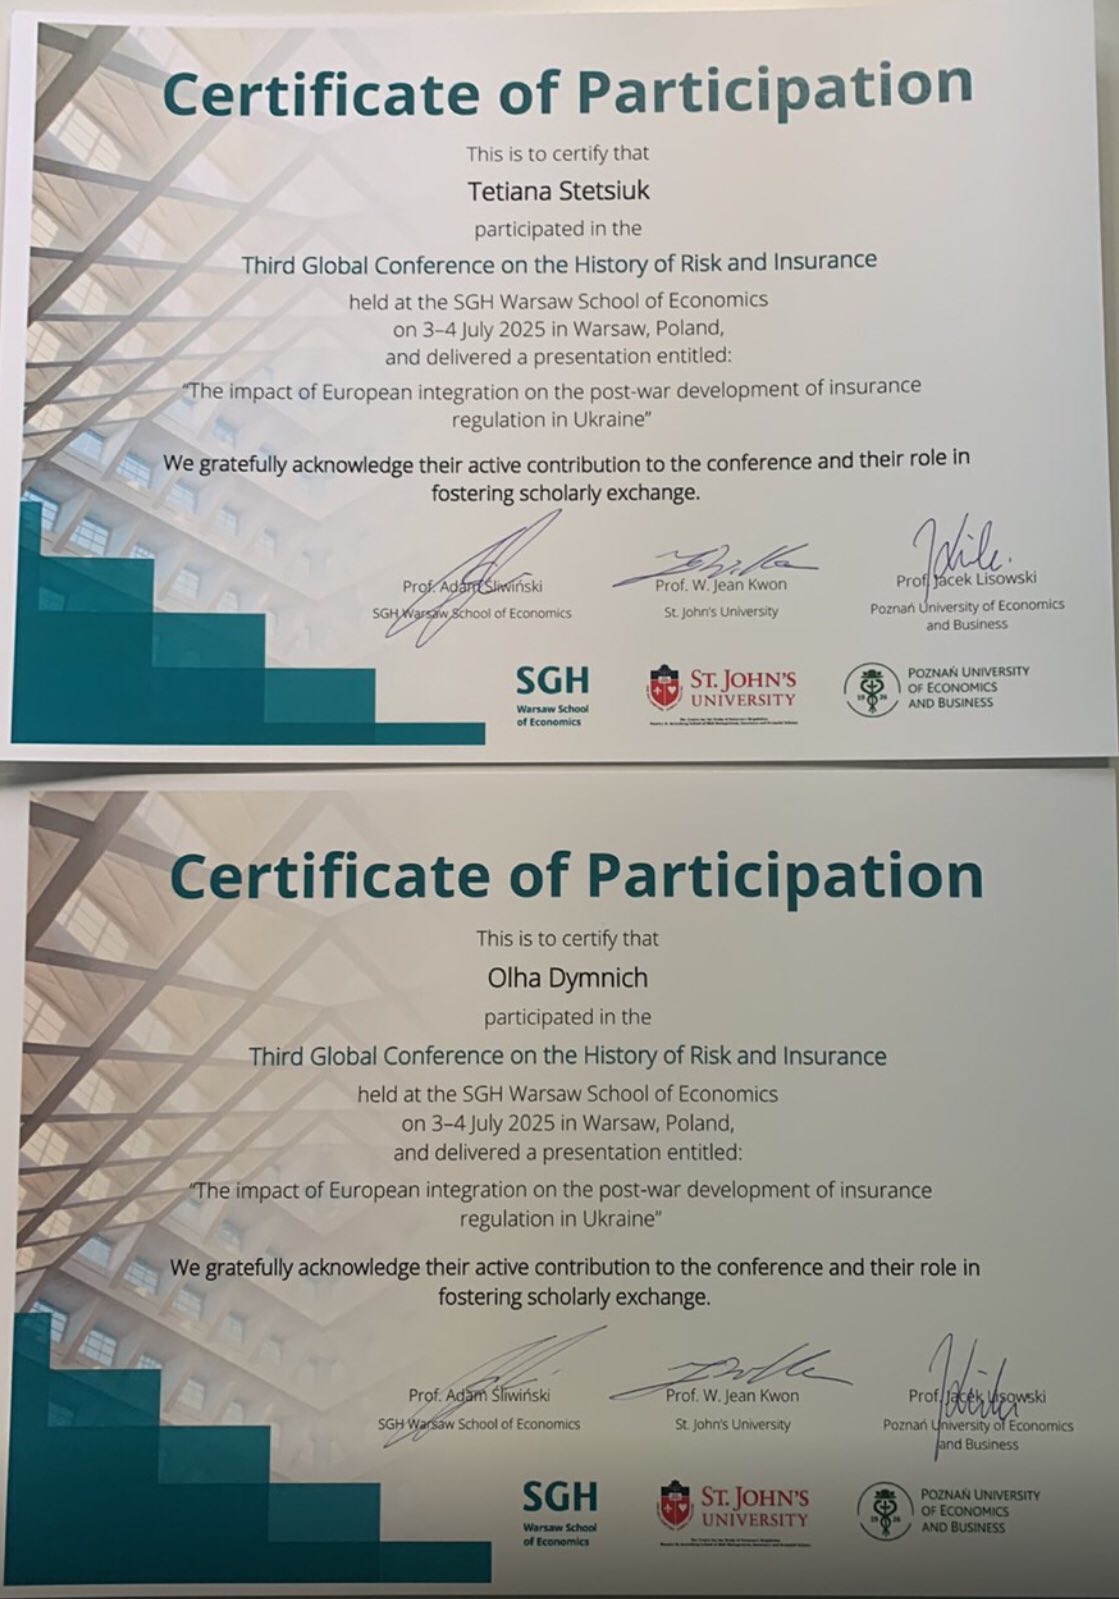 Certificate of Participation
This is to certify that
Tetiana Stetsiuk
participated in the
Third Global Conference on the History of Risk and Insurance
held at the SGH Warsaw School of Economics
on 3–4 July 2025 in Warsaw, Poland,
and delivered a presentation entitled:
"The impact of European integration on the post-war development of insurance
regulation in Ukraine"
We gratefully acknowledge their active contribution to the conference and their role in
fostering scholarly exchange.
Prof. Adam Śliwiński
SGH Warsaw School of Economics
Prof. W. Jean Kwon
St. John's University
Prof. Jacek Lisowski
Poznań University of Economics
and Business
SGH
Warsaw School
of Economics
ST. JOHN'S
UNIVERSITY
1926
POZNAŃ UNIVERSITY
OF ECONOMICS
AND BUSINESS
Certificate of Participation
This is to certify that
Olha Dymnich
participated in the
Third Global Conference on the History of Risk and Insurance
held at the SGH Warsaw School of Economics
on 3–4 July 2025 in Warsaw, Poland,
and delivered a presentation entitled:
"The impact of European integration on the post-war development of insurance
regulation in Ukraine"
We gratefully acknowledge their active contribution to the conference and their role in
fostering scholarly exchange.
Prof. Adam Śliwiński
SGH Warsaw School of Economics
Prof. W. Jean Kwon
St. John's University
Prof. Jacek Lisowski
Poznań University of Economics
and Business
SGH
Warsaw School
of Economics
ST. JOHN'S
UNIVERSITY
1926
POZNAŃ UNIVERSITY
OF ECONOMICS
AND BUSINESS